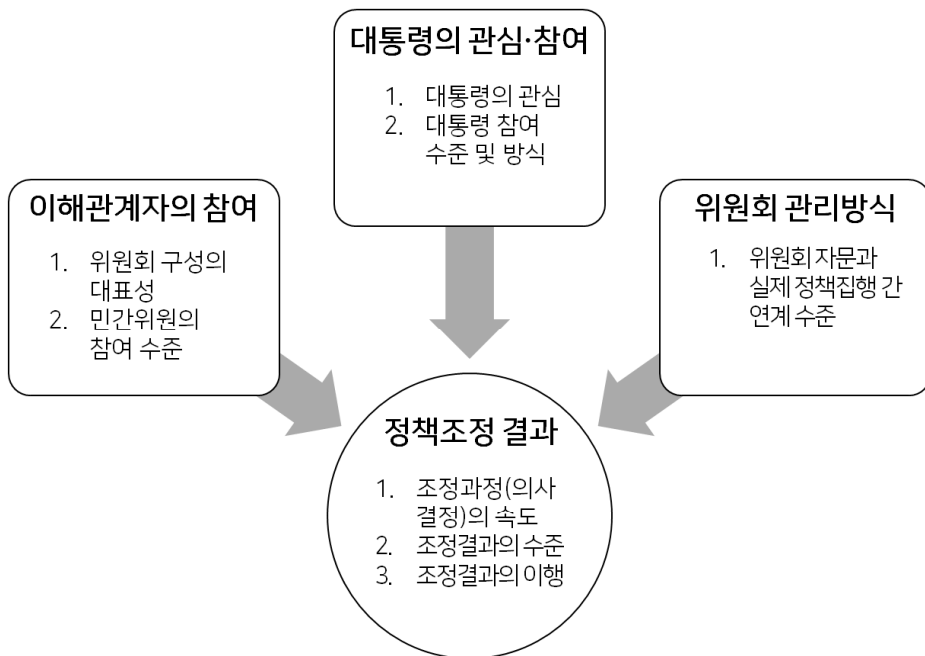 대통령의 관심·참여
1. 대통령의 관심
2. 대통령 참여
수준 및 방식
이해관계자의 참여
1. 위원회 구성의
대표성
2. 민간위원의
참여 수준
위원회 관리방식
1. 위원회 자문과
실제 정책집행 간
연계 수준
정책조정 결과
1. 조정과정(의사
결정)의 속도
2. 조정결과의 수준
3. 조정결과의 이행